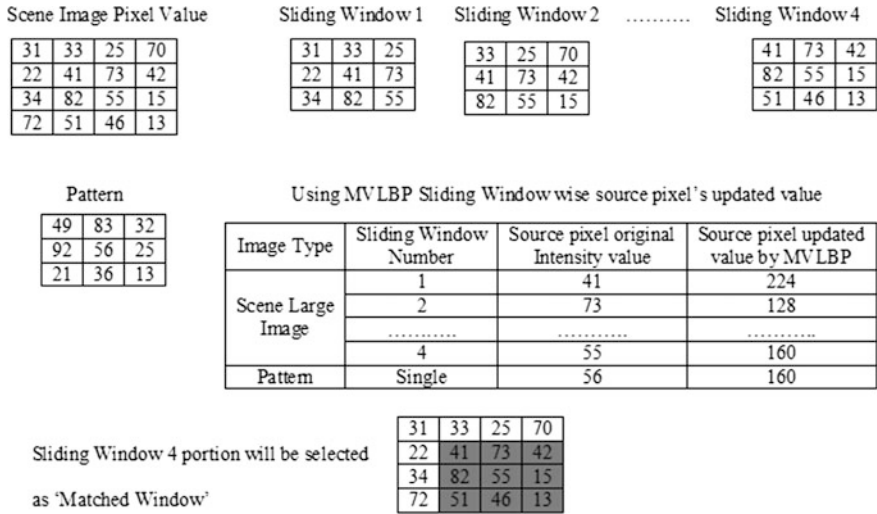 Scene Image Pixel Value
31 33 25 70
22 41 73 42
34 82 55 15
72 51 46 13
Sliding Window 1
31 33 25
22 41 73
34 82 55
Sliding Window 2
33 25 70
41 73 42
82 55 15
..........
Sliding Window 4
41 73 42
82 55 15
51 46 13
Pattern
49 83 32
92 56 25
21 36 13
Using MVLBP Sliding Window wise source pixel's updated value
Image Type
Sliding Window
Number
Source pixel original
Intensity value
Source pixel updated
value by MVLBP
Scene Large
Image
1 41 224
2 73 128
........... ........... ...........
4 55 160
Pattern Single 56 160
Sliding Window 4 portion will be selected
as 'Matched Window'
31 33 25 70
22 41 73 42
34 82 55 15
72 51 46 13